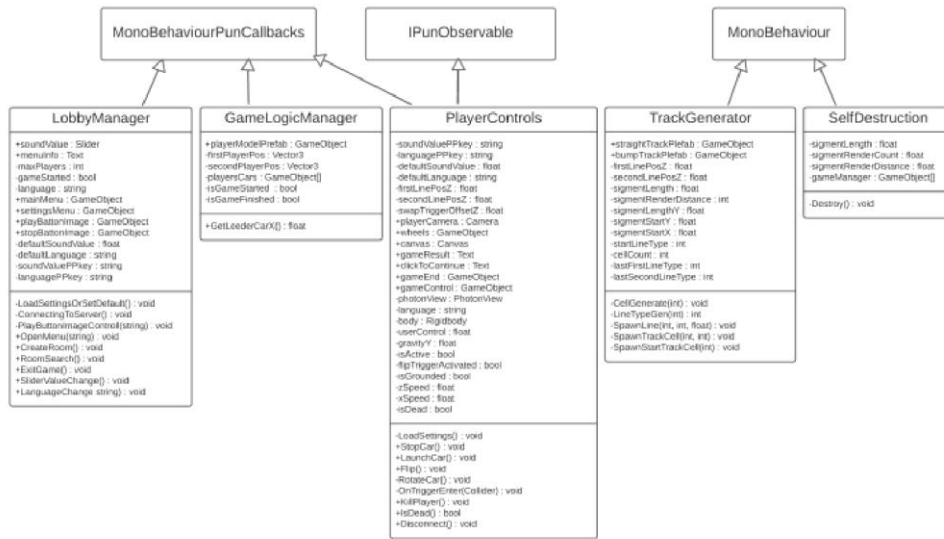 MonoBehaviourPunCallbacks
IPunObservable
MonoBehaviour
LobbyManager
+soundValue : Slider
+menuInfo : Text
-maxPlayers : int
-gameStarted : bool
-language : string
+mainMenu : GameObject
+settingsMenu : GameObject
+playBattonImage : GameObject
+stopBattonImage : GameObject
-defaultSoundValue : float
-defaultLanguage : string
-soundValuePPkey : string
-languagePPkey : string
-LoadSettingsOrSetDefault() : void
-ConnectingToServer() : void
-PlayButtonImageControll(string) : void
+OpenMenu(string) : void
+CreateRoom() : void
+RoomSearch() : void
+ExitGame() : void
+SliderValueChange() : void
+LanguageChange string) : void
GameLogicManager
+playerModelPrefab : GameObject
-firstPlayerPos : Vector3
-secondPlayerPos : Vector3
-playersCars : GameObject[]
-isGameStarted : bool
-isGameFinished : bool
+GetLeederCarX() : float
PlayerControls
-soundValuePPkey : string
-languagePPkey : string
-defaultSoundValue : float
-defaultLanguage : string
-firstLinePosZ : float
-secondLinePosZ : float
-swapTriggerOffsetZ : float
+playerCamera : Camera
+wheels : GameObject
+canvas : Canvas
+gameResult : Text
+clickToContinue : Text
+gameEnd : GameObject
+gameControl : GameObject
-photonView : PhotonView
-language : string
-body : Rigidbody
-userControl : float
-gravityY : float
-isActive : bool
-flipTriggerActivated : bool
-isGrounded : bool
-zSpeed : float
-xSpeed : float
-isDead : bool
-LoadSettings() : void
+StopCar() : void
+LaunchCar() : void
+Flip() : void
-RotateCar() : void
-OnTriggerEnter(Collider) : void
+KillPlayer() : void
+IsDead() : bool
+Disconnect() : void
TrackGenerator
+straightTrackPlefab : GameObject
+bumpTrackPlefab : GameObject
-firstLinePosZ : float
-secondLinePosZ : float
-sigmentLength : float
-sigmentRenderDistance : int
-sigmentLengthY : float
-sigmentStartY : float
-sigmentStartX : float
-startLineType : int
-cellCount : int
-lastFirstLineType : int
-lastSecondLineType : int
-CellGenerate(int) : void
-LineTypeGen(int) : int
-SpawnLine(int, int, float) : void
-SpawnTrackCell(int, int) : void
-SpawnStartTrackCell(int) : void
SelfDestruction
-sigmentLength : float
-sigmentRenderCount : float
-sigmentRenderDistance : float
-gameManager : GameObject[]
-Destroy() : void